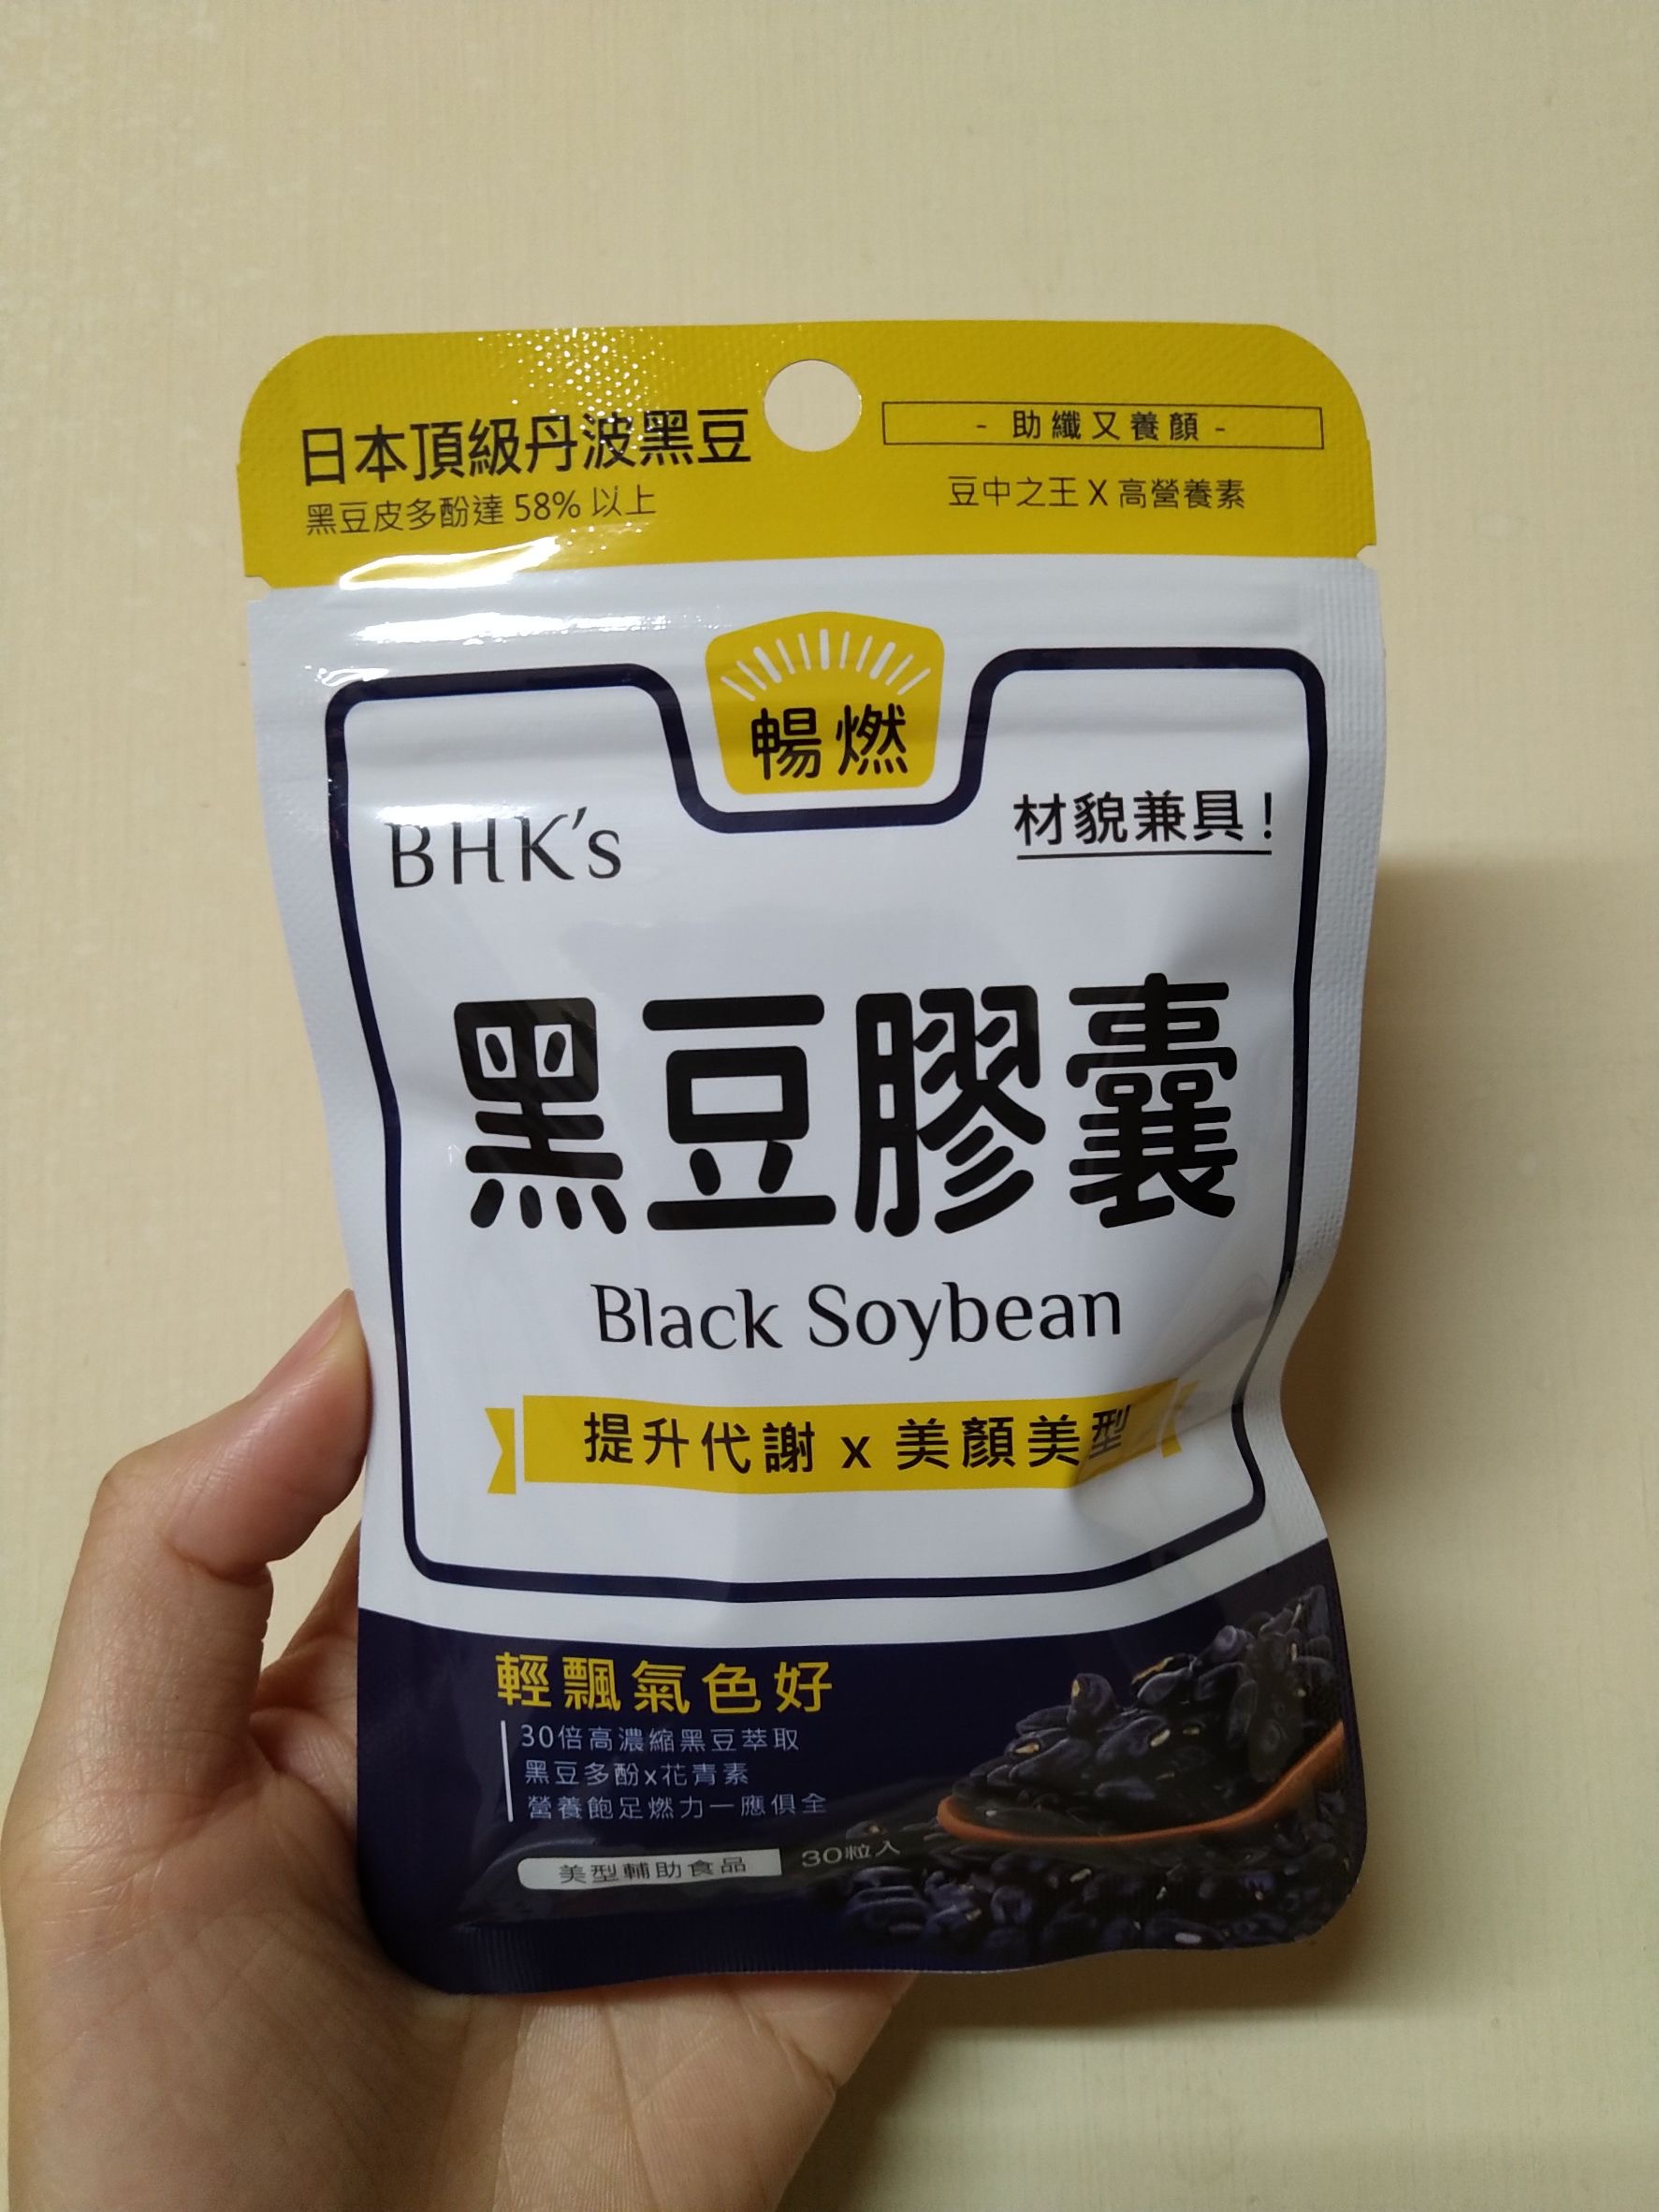 日本頂級丹波黑豆
黑豆皮多酚達 58% 以上
- 助纖又養顏 -
豆中之王 X 高營養素
暢燃
BHK's
材貌兼具!
黑豆膠囊
Black Soybean
提升代謝 x 美顏美型
輕飄氣色好
30倍高濃縮黑豆萃取
黑豆多酚x花青素
營養飽足燃力一應俱全
美型輔助食品 30粒入